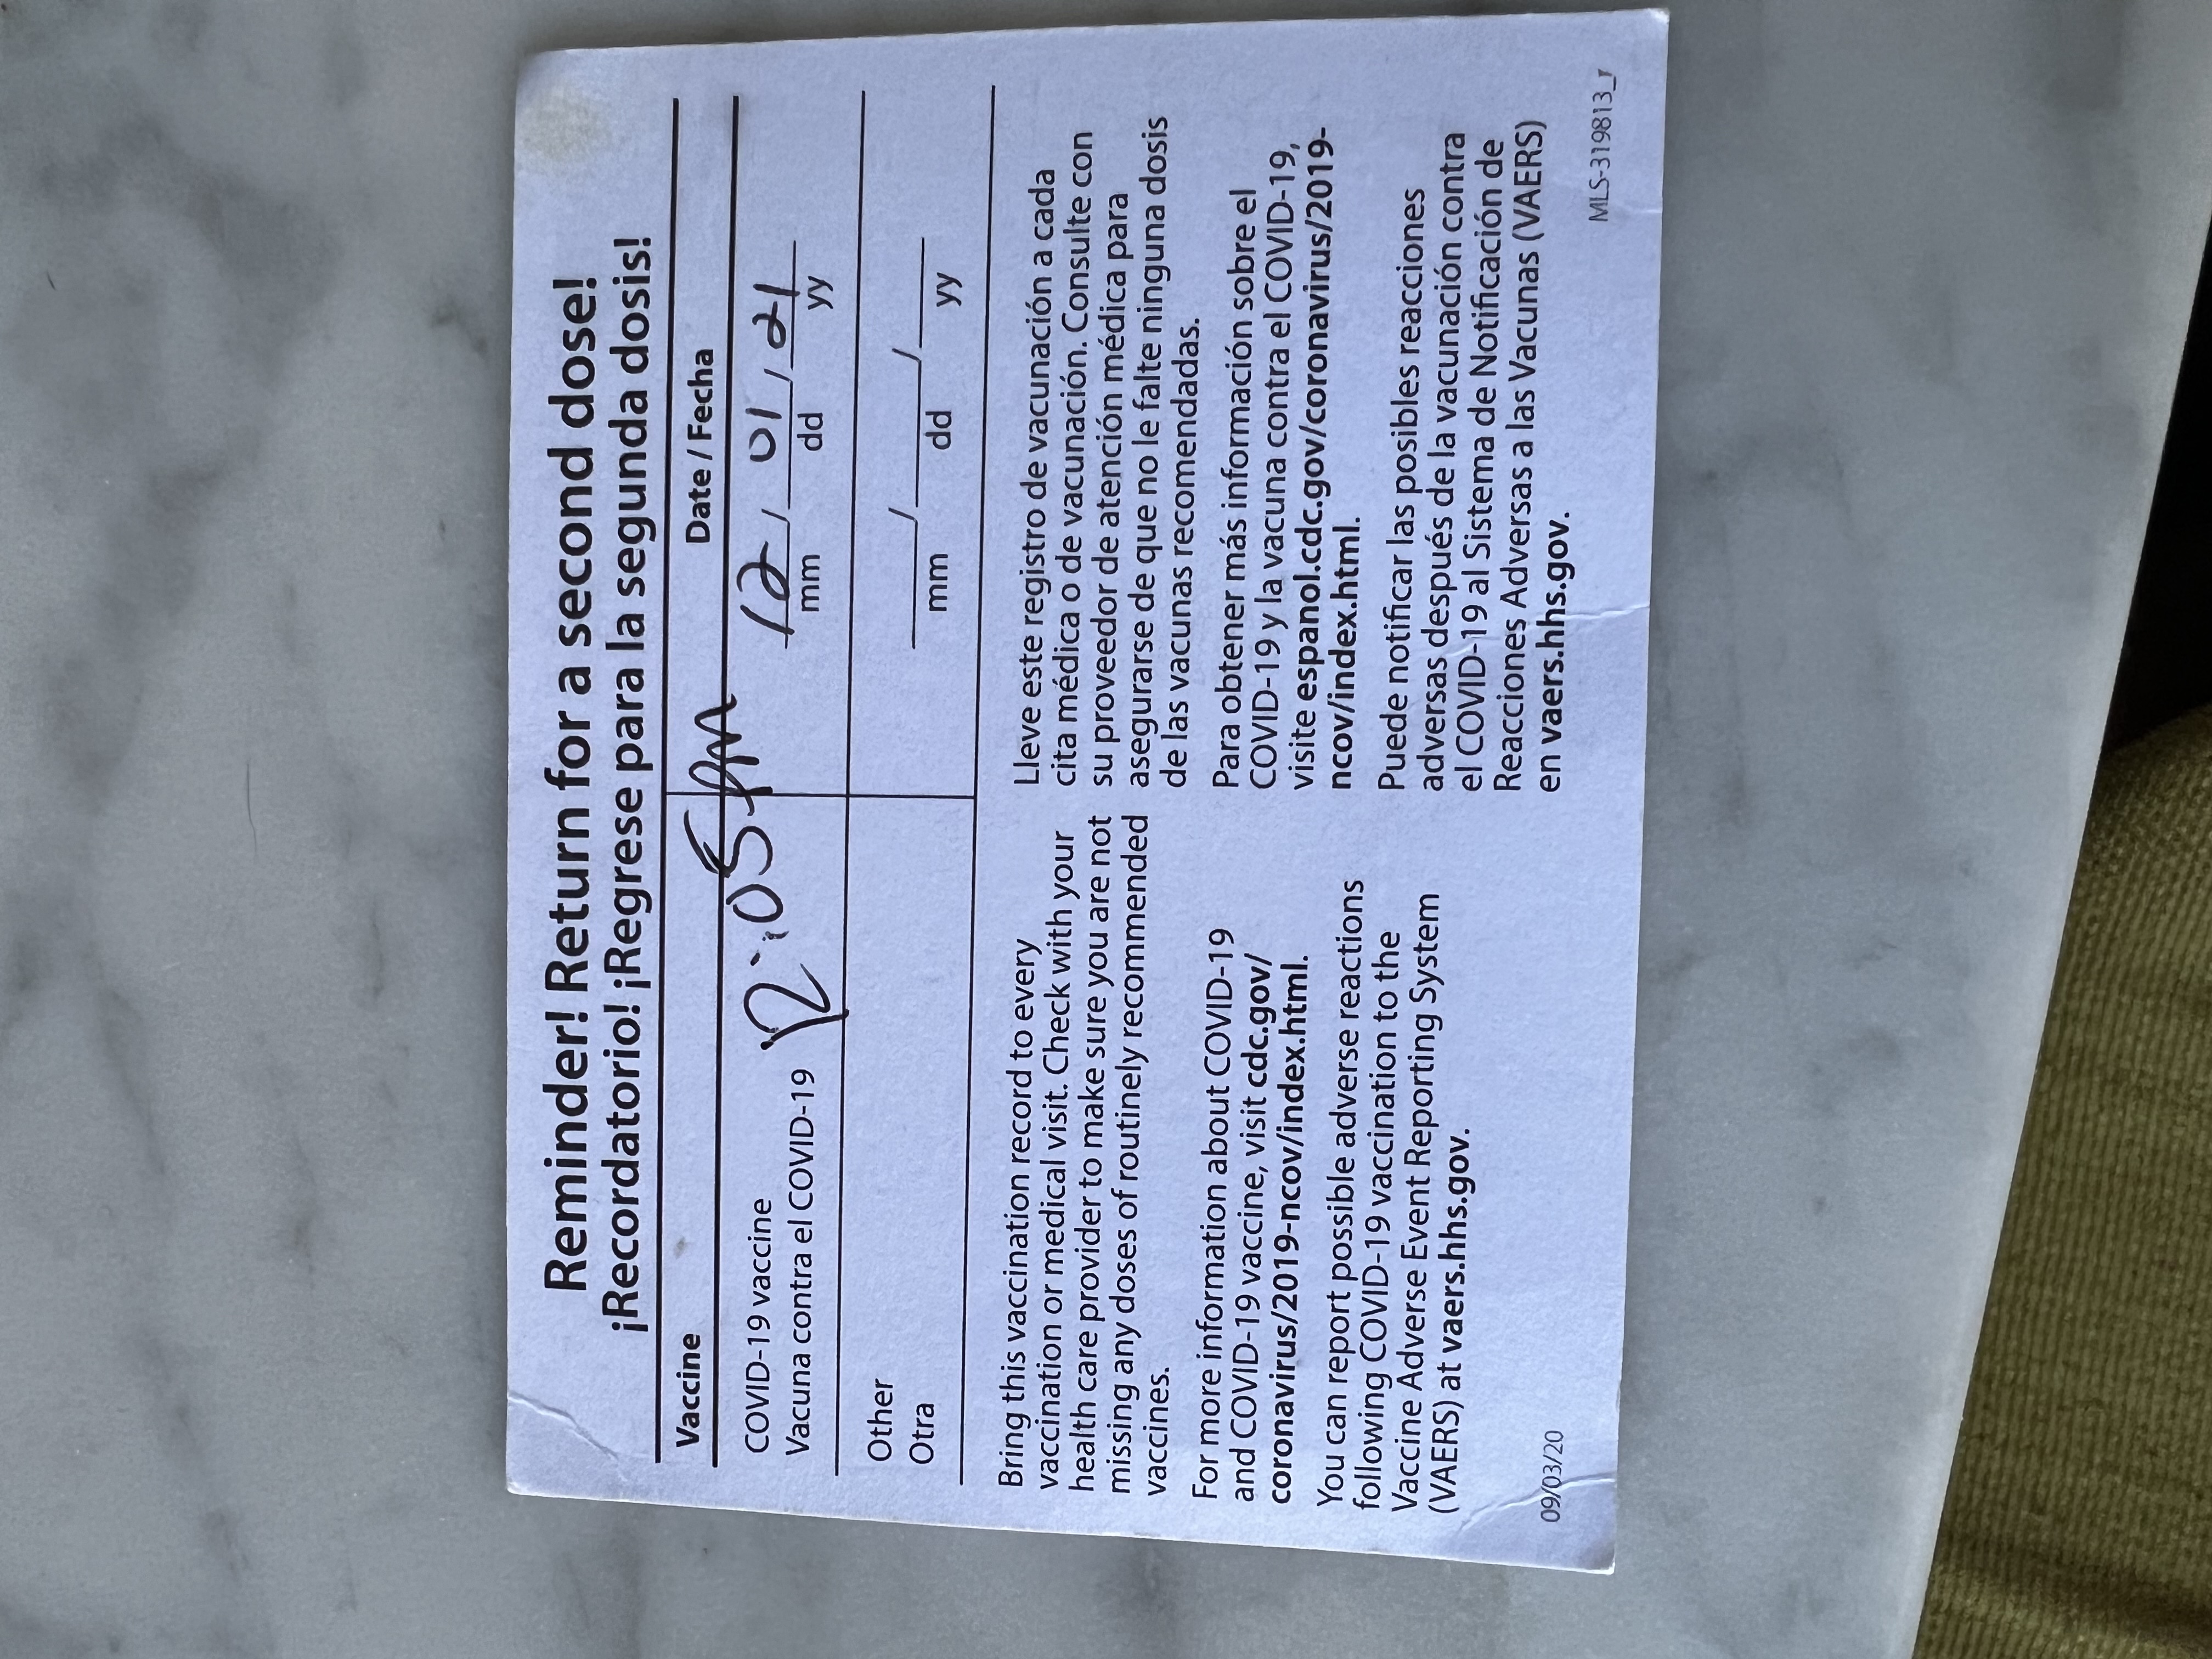 Reminder! Return for a second dose!
¡Recordatorio! ¡Regrese para la segunda dosis!
Vaccine Date / Fecha
COVID-19 vaccine
Vacuna contra el COVID-19
2:05 PM 12/01/21
mm dd yy
Other
Otra
/ /
mm dd yy
Bring this vaccination record to every
vaccination or medical visit. Check with your
health care provider to make sure you are not
missing any doses of routinely recommended
vaccines.
For more information about COVID-19
and COVID-19 vaccine, visit cdc.gov/
coronavirus/2019-ncov/index.html.
You can report possible adverse reactions
following COVID-19 vaccination to the
Vaccine Adverse Event Reporting System
(VAERS) at vaers.hhs.gov.
Lleve este registro de vacunación a cada
cita médica o de vacunación. Consulte con
su proveedor de atención médica para
asegurarse de que no le falte ninguna dosis
de las vacunas recomendadas.
Para obtener más información sobre el
COVID-19 y la vacuna contra el COVID-19,
visite espanol.cdc.gov/coronavirus/2019-
ncov/index.html.
Puede notificar las posibles reacciones
adversas después de la vacunación contra
el COVID-19 al Sistema de Notificación de
Reacciones Adversas a las Vacunas (VAERS)
en vaers.hhs.gov.
09/03/20
MLS-319813_r